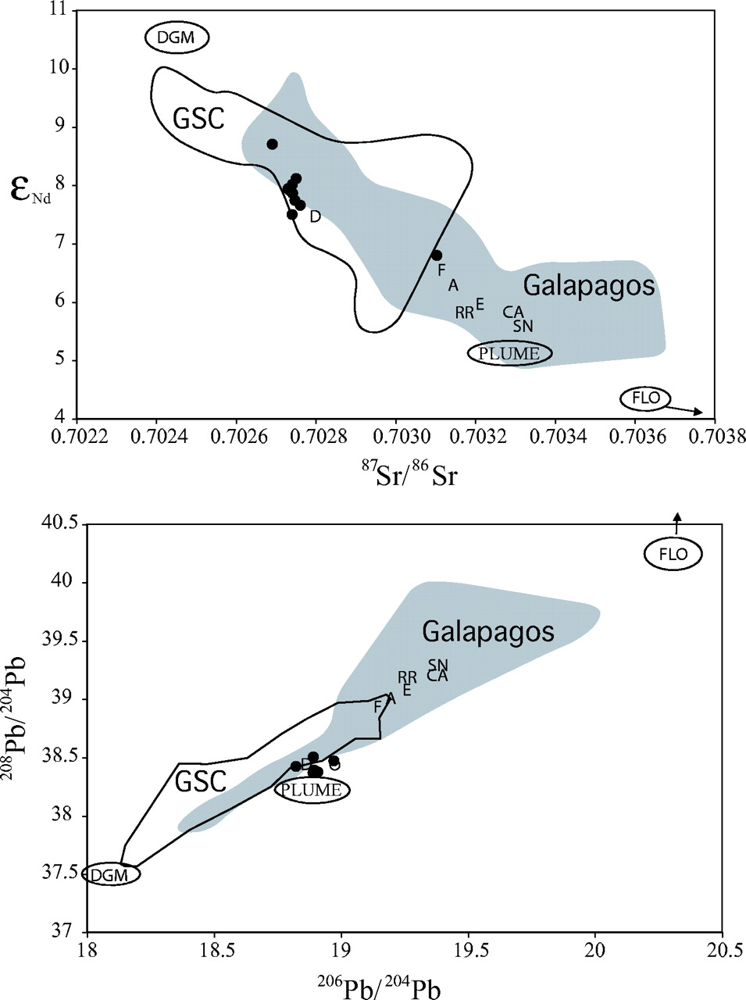 11
DGM
10
GSC
9
8
εNd
D
7
F
A
Galapagos
6
E
RR
CA
SN
5
PLUME
FLO
4
0.7022 0.7024 0.7026 0.7028 0.7030 0.7032 0.7034 0.7036 0.7038
87Sr/86Sr
40.5
FLO
40
39.5
Galapagos
SN
RR
CA
E
39
A
F
208Pb/204Pb
38.5
D
GSC
PLUME
38
37.5
DGM
37
18 18.5 19 19.5 20 20.5
206Pb/204Pb